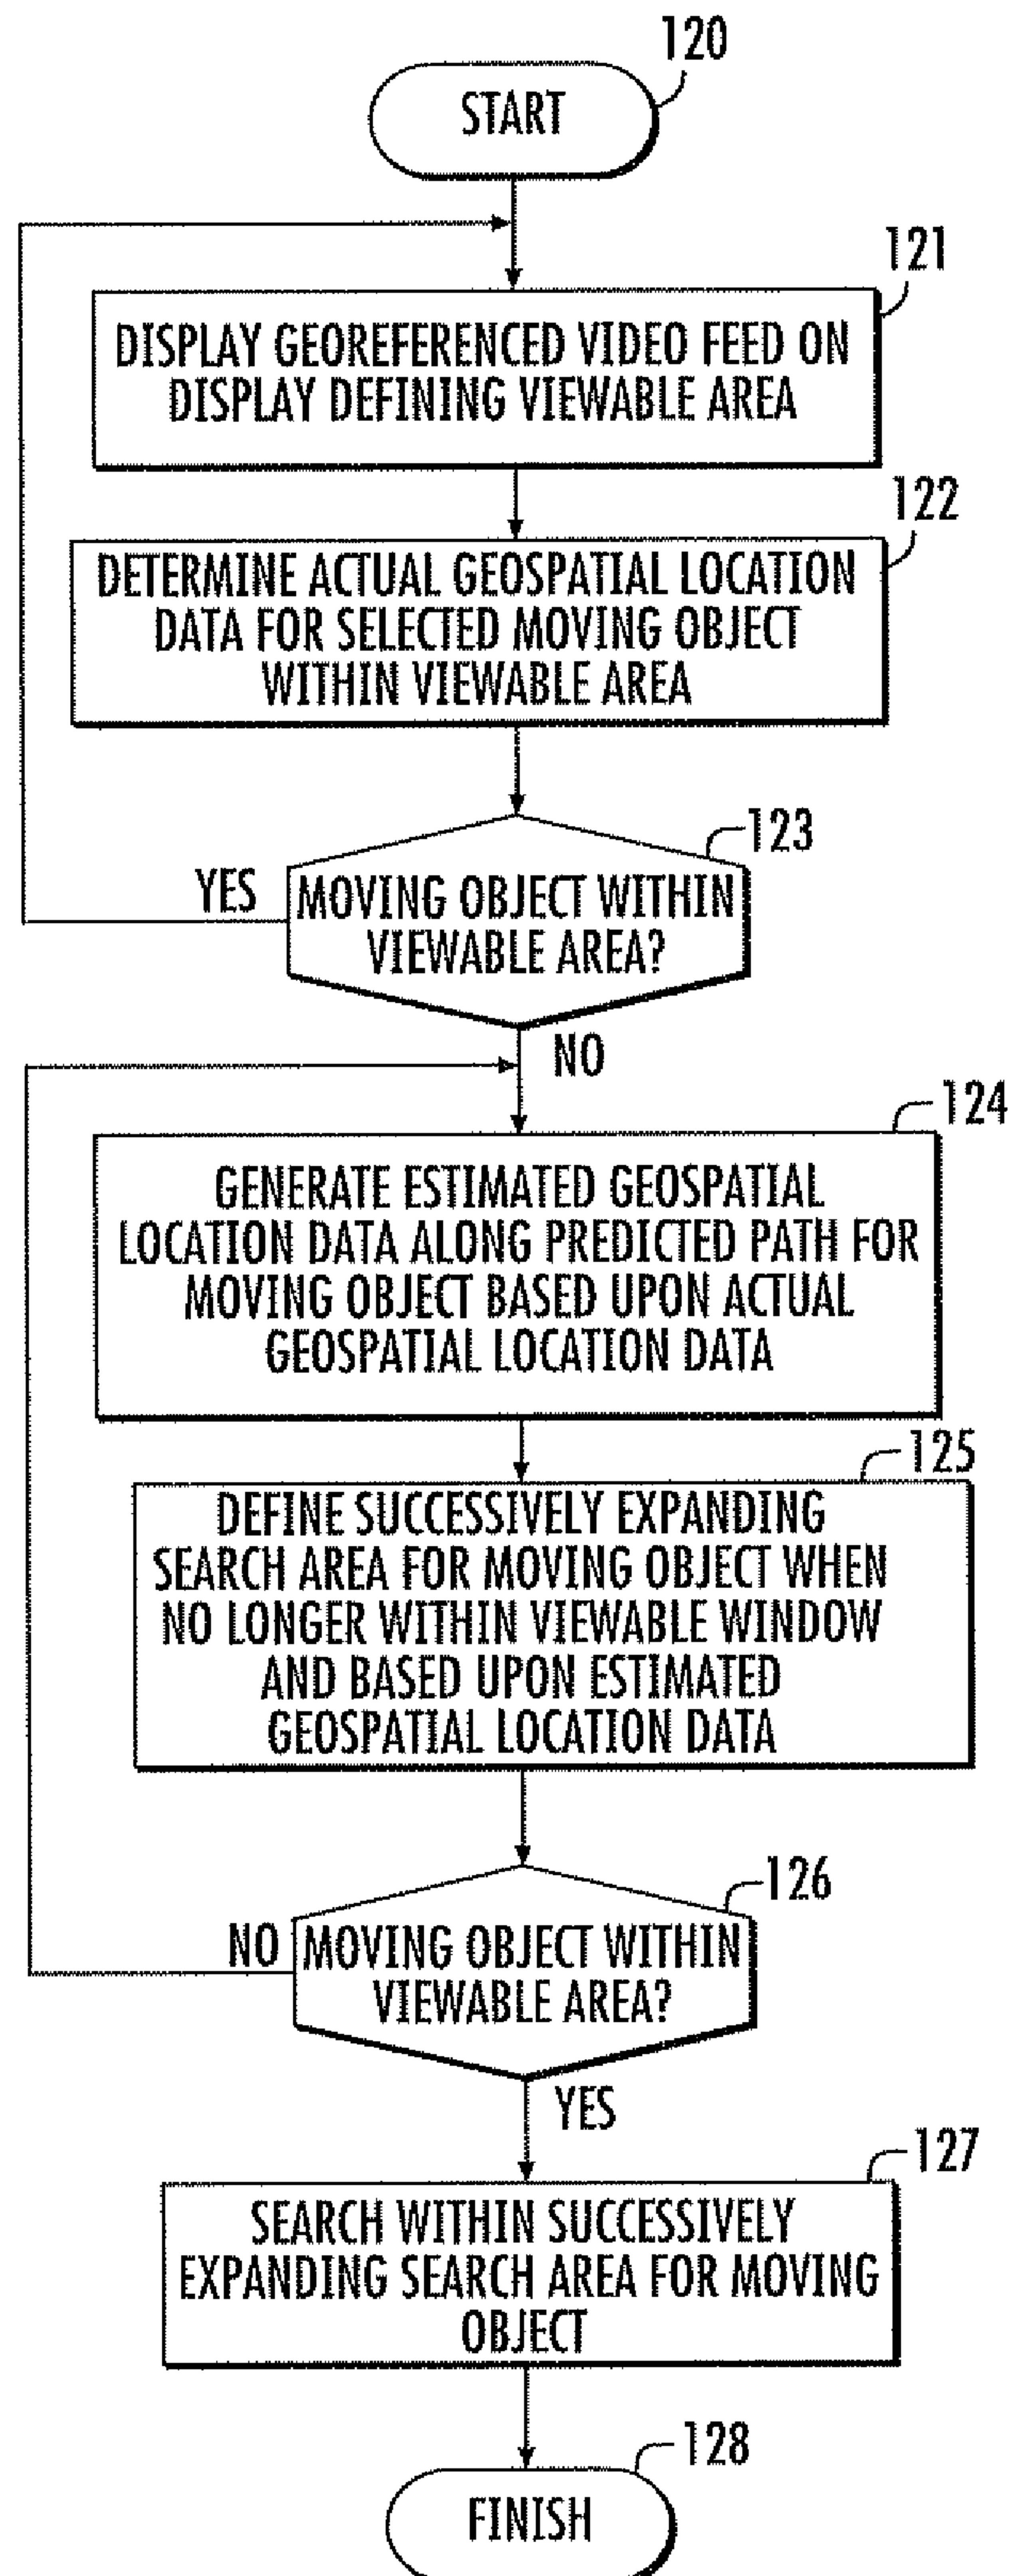 120
START
121
DISPLAY GEOREFERENCED VIDEO FEED ON
DISPLAY DEFINING VIEWABLE AREA
122
DETERMINE ACTUAL GEOSPATIAL LOCATION
DATA FOR SELECTED MOVING OBJECT
WITHIN VIEWABLE AREA
123
YES
MOVING OBJECT WITHIN
VIEWABLE AREA?
NO
124
GENERATE ESTIMATED GEOSPATIAL
LOCATION DATA ALONG PREDICTED PATH FOR
MOVING OBJECT BASED UPON ACTUAL
GEOSPATIAL LOCATION DATA
125
DEFINE SUCCESSIVELY EXPANDING
SEARCH AREA FOR MOVING OBJECT WHEN
NO LONGER WITHIN VIEWABLE WINDOW
AND BASED UPON ESTIMATED
GEOSPATIAL LOCATION DATA
126
NO
MOVING OBJECT WITHIN
VIEWABLE AREA?
YES
127
SEARCH WITHIN SUCCESSIVELY
EXPANDING SEARCH AREA FOR MOVING
OBJECT
128
FINISH